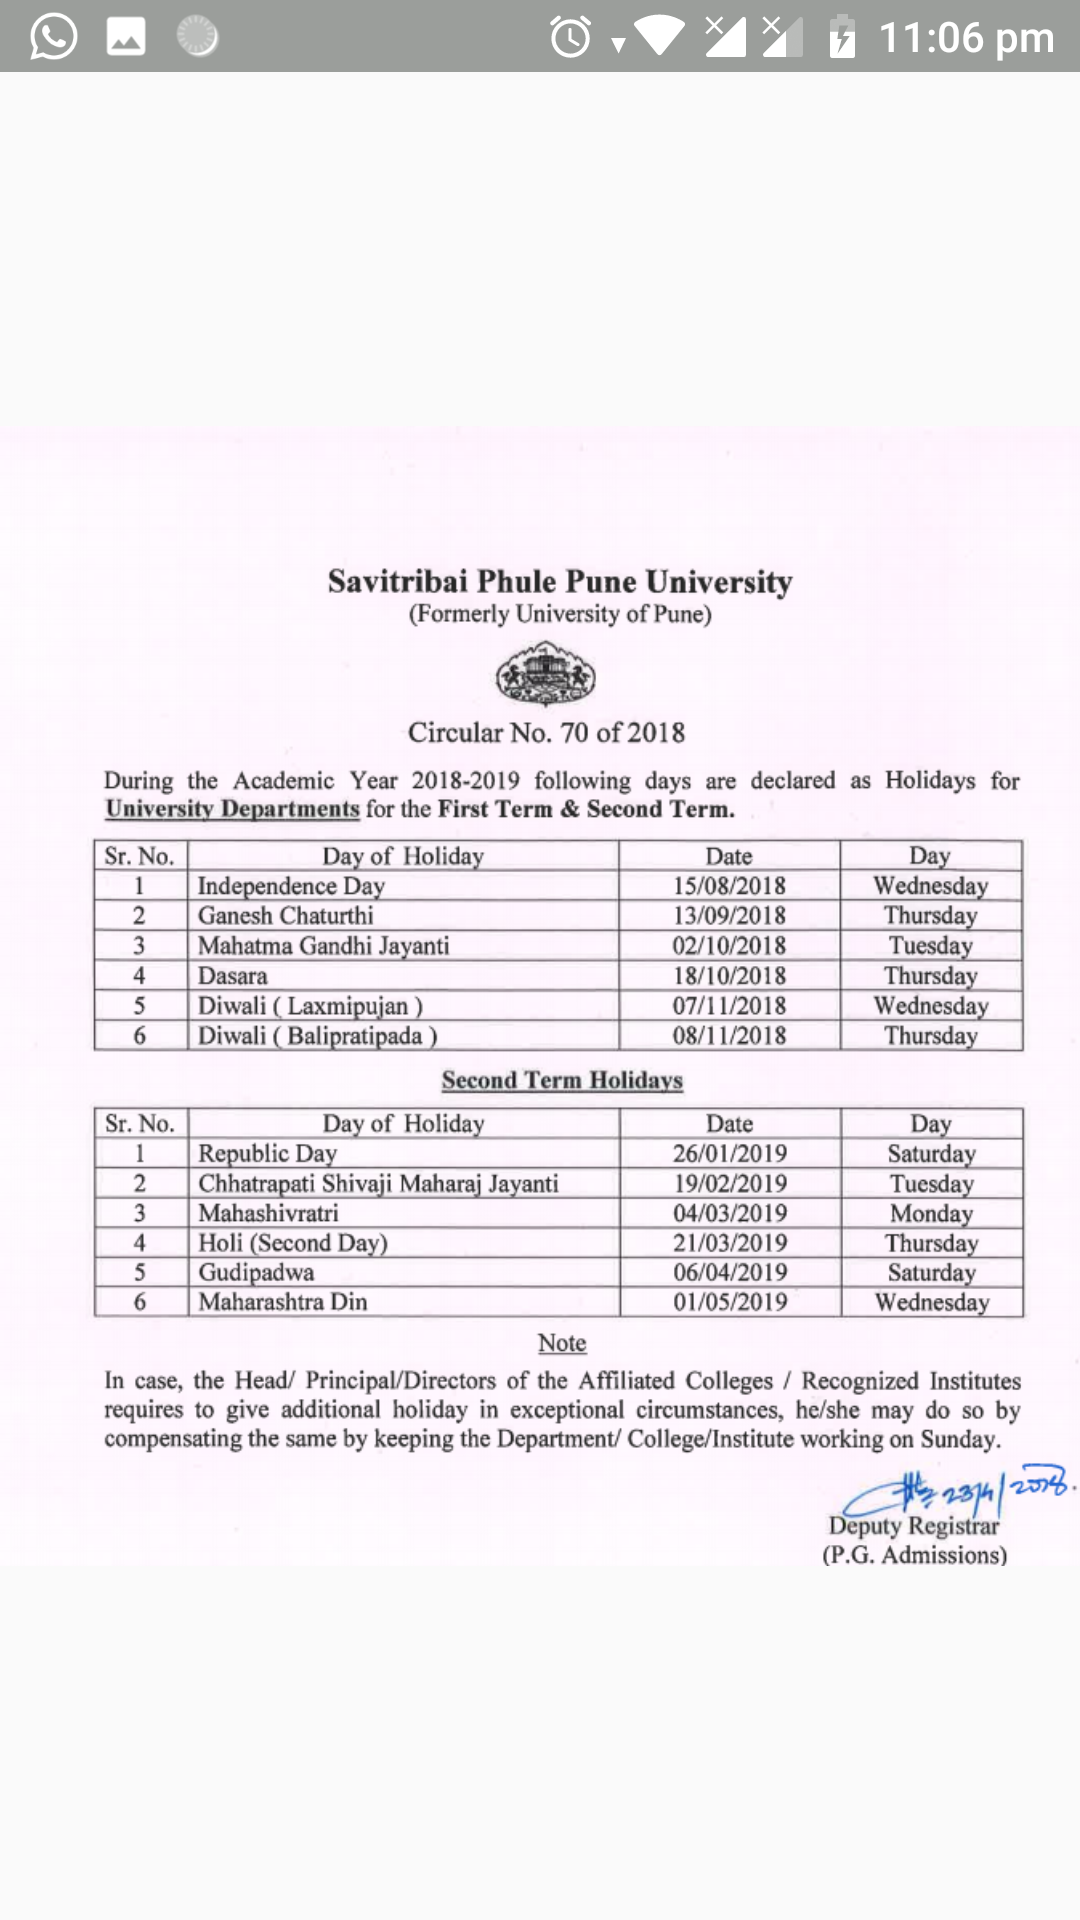 11:06 pm
Savitribai Phule Pune University
(Formerly University of Pune)
Circular No. 70 of 2018
During the Academic Year 2018-2019 following days are declared as Holidays for
University Departments for the First Term & Second Term.
Sr. No. Day of Holiday Date Day
1 Independence Day 15/08/2018 Wednesday
2 Ganesh Chaturthi 13/09/2018 Thursday
3 Mahatma Gandhi Jayanti 02/10/2018 Tuesday
4 Dasara 18/10/2018 Thursday
5 Diwali ( Laxmipujan ) 07/11/2018 Wednesday
6 Diwali ( Balipratipada ) 08/11/2018 Thursday
Second Term Holidays
Sr. No. Day of Holiday Date Day
1 Republic Day 26/01/2019 Saturday
2 Chhatrapati Shivaji Maharaj Jayanti 19/02/2019 Tuesday
3 Mahashivratri 04/03/2019 Monday
4 Holi (Second Day) 21/03/2019 Thursday
5 Gudipadwa 06/04/2019 Saturday
6 Maharashtra Din 01/05/2019 Wednesday
Note
In case, the Head/ Principal/Directors of the Affiliated Colleges / Recognized Institutes
requires to give additional holiday in exceptional circumstances, he/she may do so by
compensating the same by keeping the Department/ College/Institute working on Sunday.
23/4/2018.
Deputy Registrar
(P.G. Admissions)